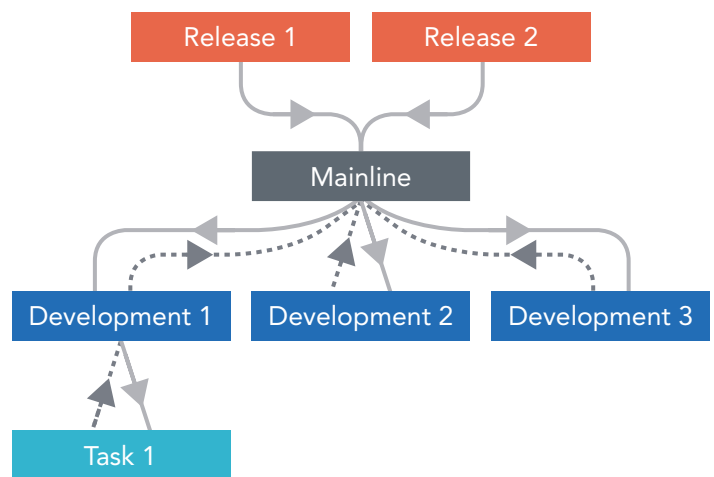 Release 1
Release 2
Mainline
Development 1
Development 2
Development 3
Task 1